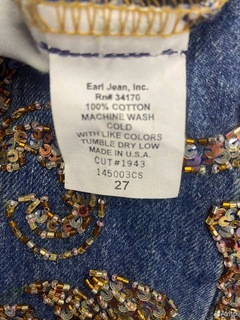 Earl Jean, Inc.
Rn# 34170
100% COTTON
MACHINE WASH
COLD
WITH LIKE COLORS
TUMBLE DRY LOW
MADE IN U.S.A.
CUT#1943
145003CS
27
Avito